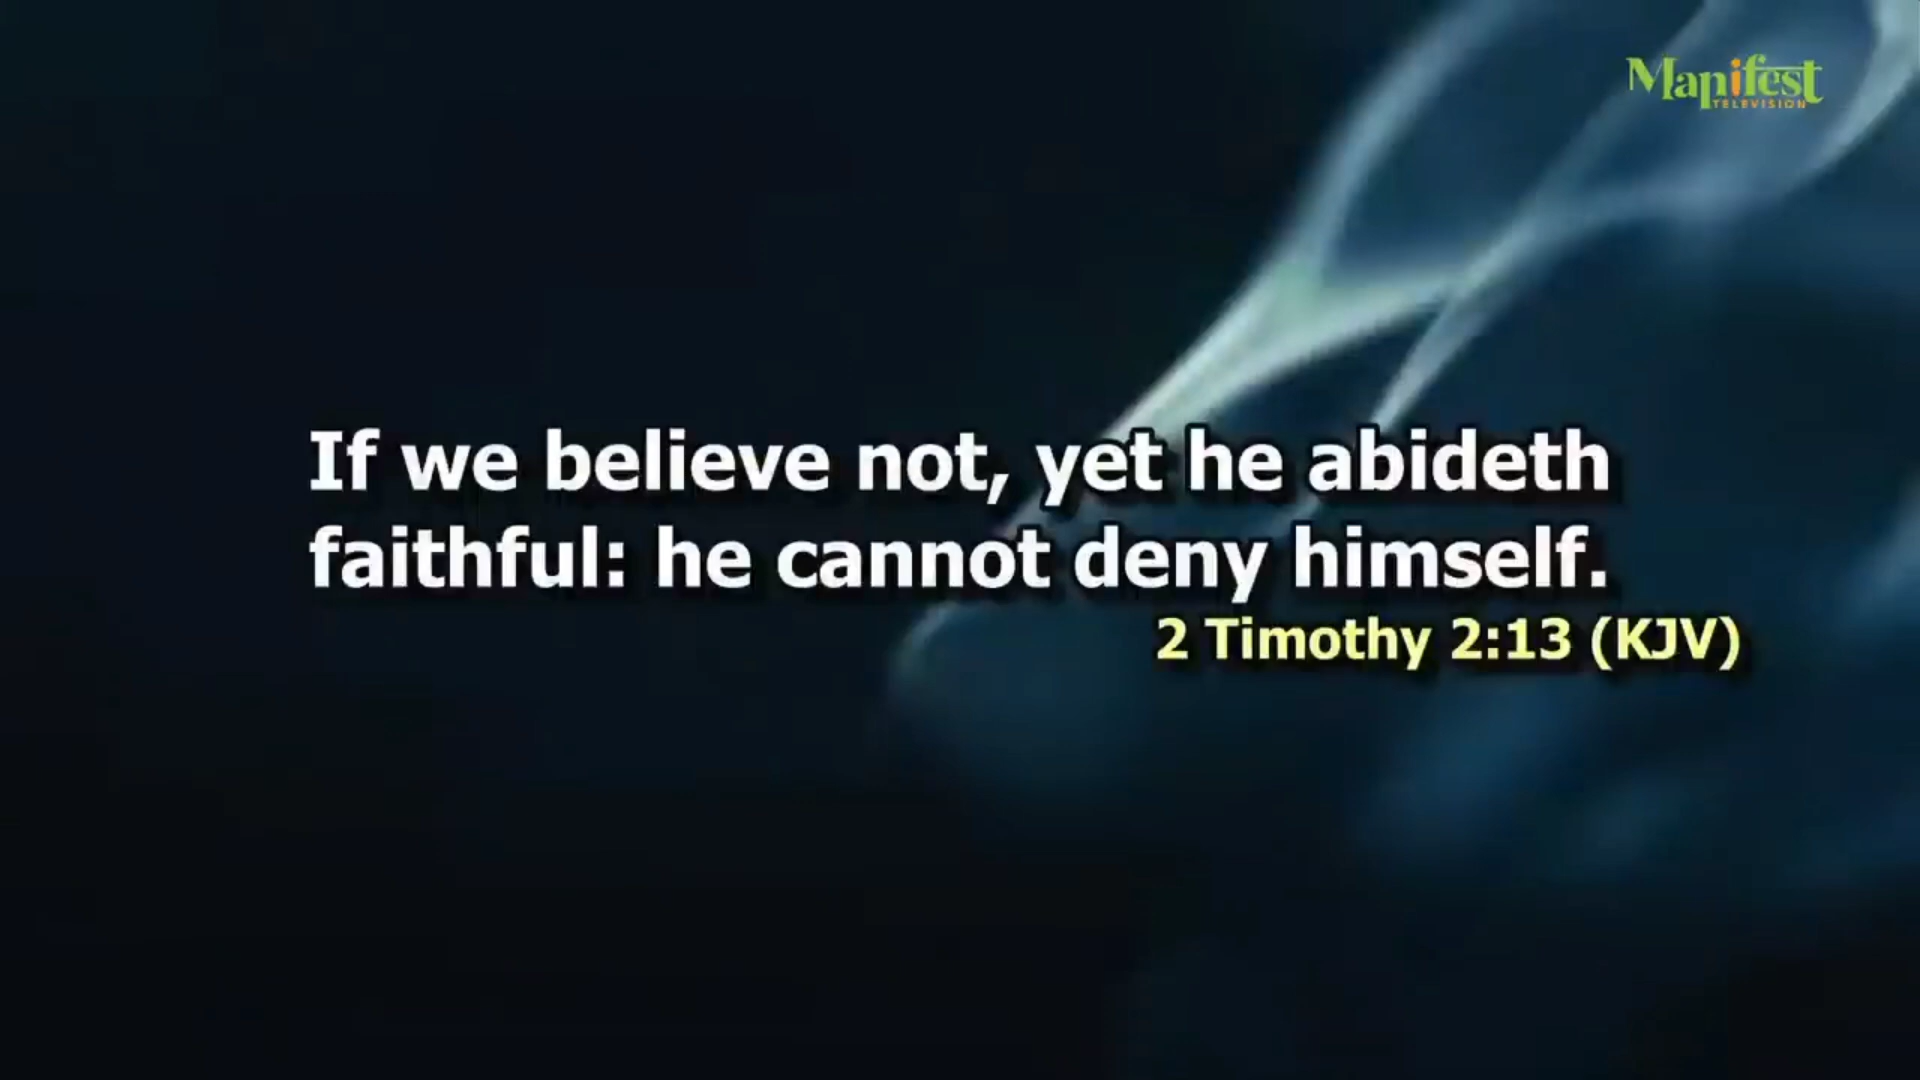 Manifest
TELEVISION
If we believe not, yet he abideth
faithful: he cannot deny himself.
2 Timothy 2:13 (KJV)